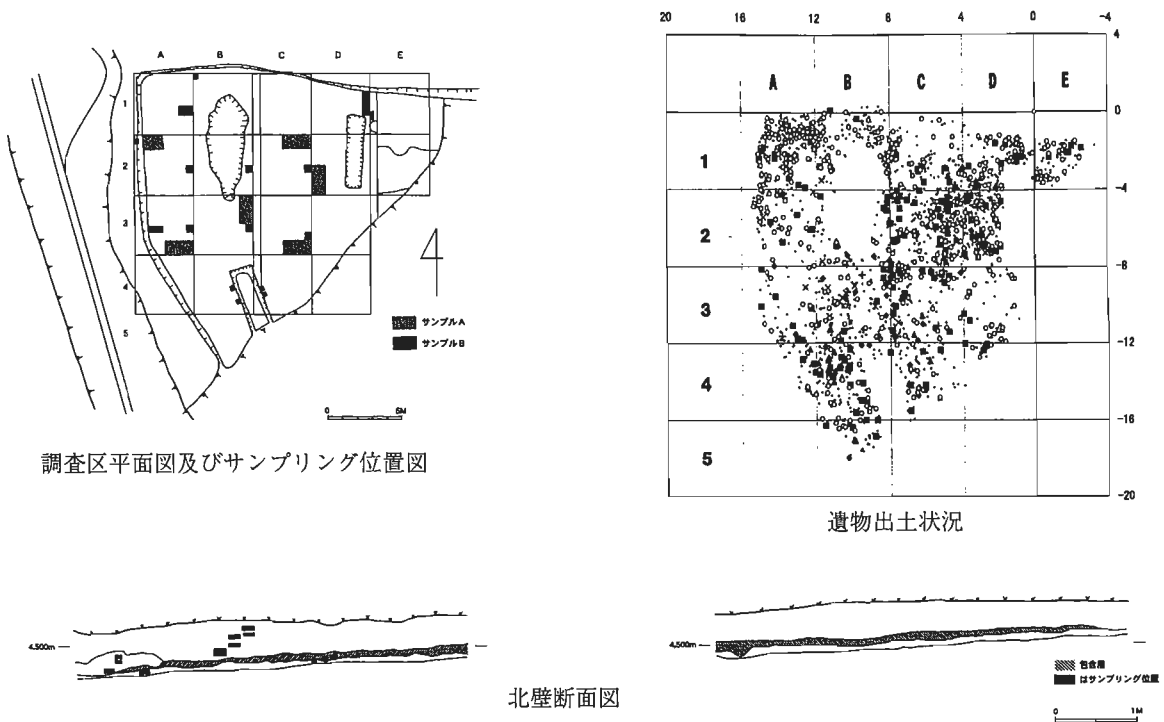 A B C D E
1
2
3
4
5
サンプルA
サンプルB
0 5M
調査区平面図及びサンプリング位置図
20 16 12 8 4 0 -4
4
A B C D E
0
1
-4
2
-8
3
-12
4
-16
5
-20
遺物出土状況
4,500m
4,500m
包含層
はサンプリング位置
0 1M
北壁断面図